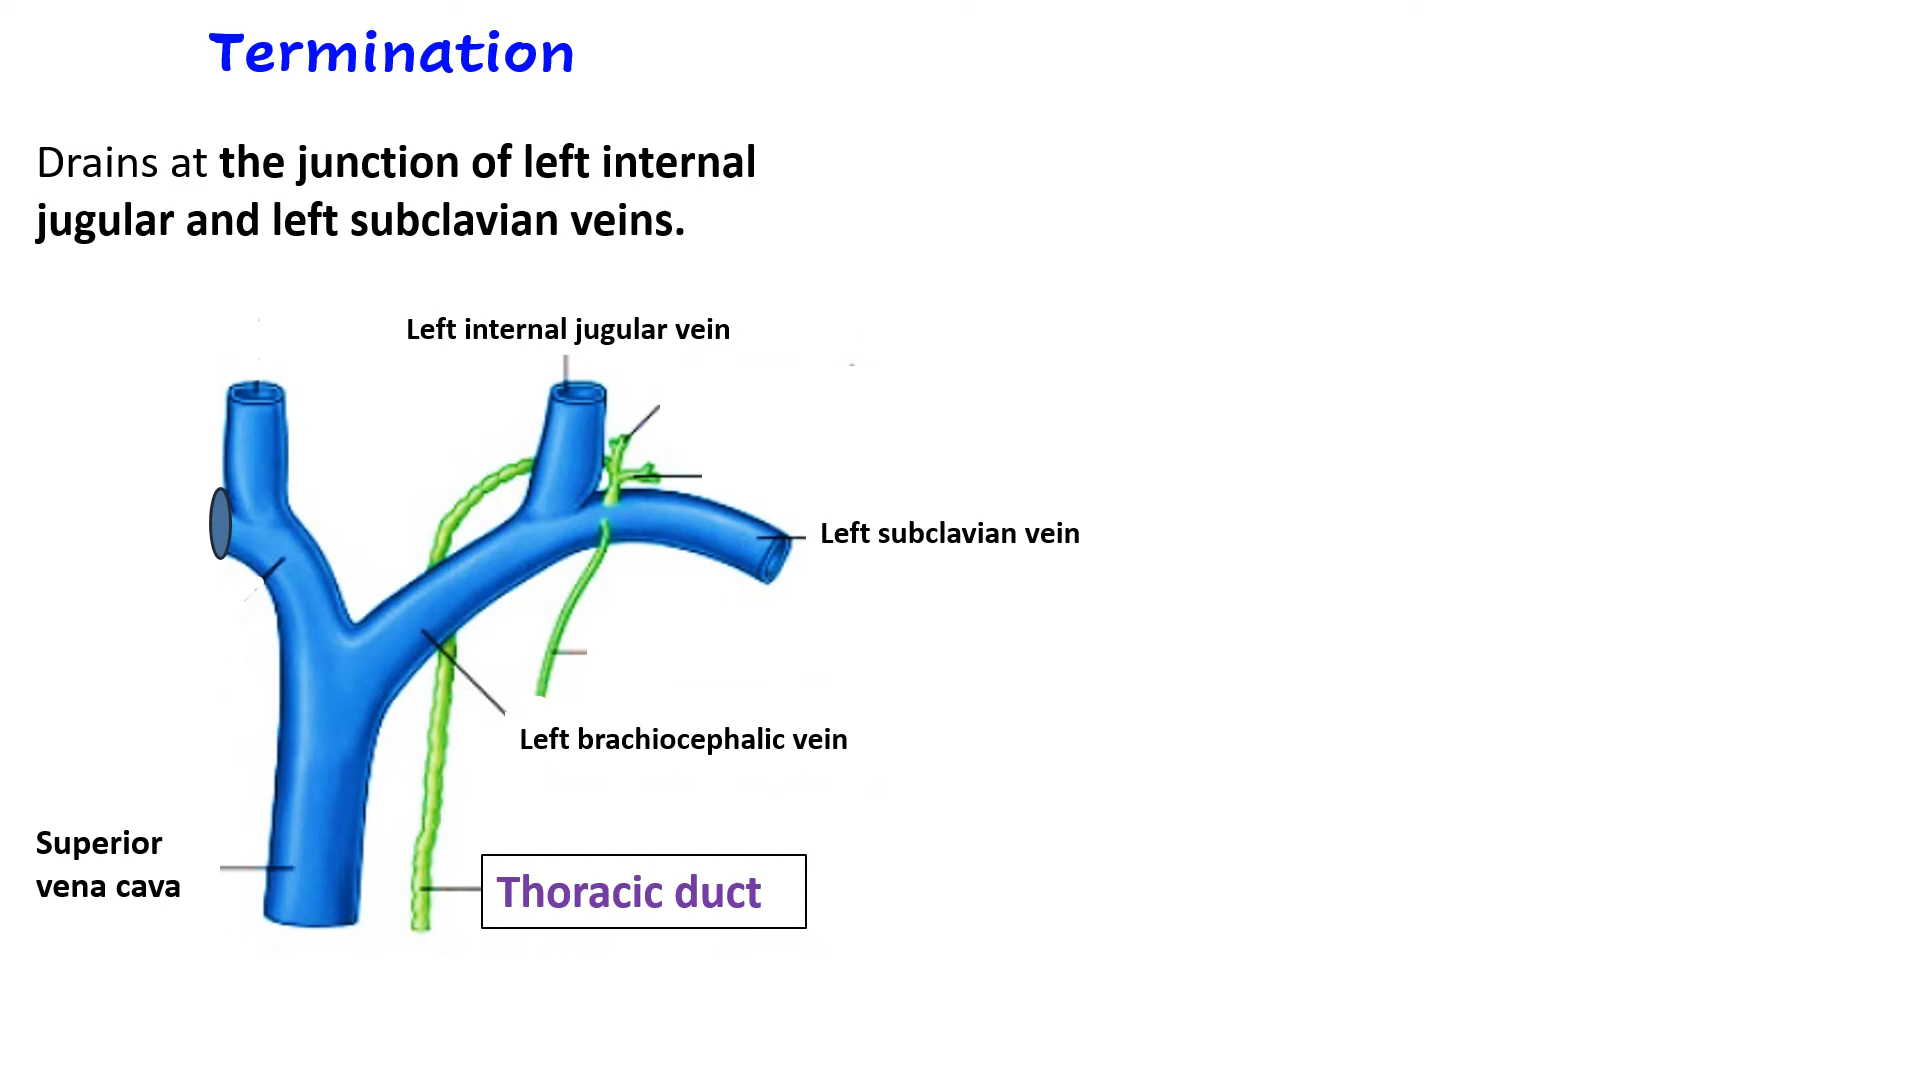 Termination
Drains at the junction of left internal
jugular and left subclavian veins.
Left internal jugular vein
Left subclavian vein
Left brachiocephalic vein
Superior
vena cava
Thoracic duct